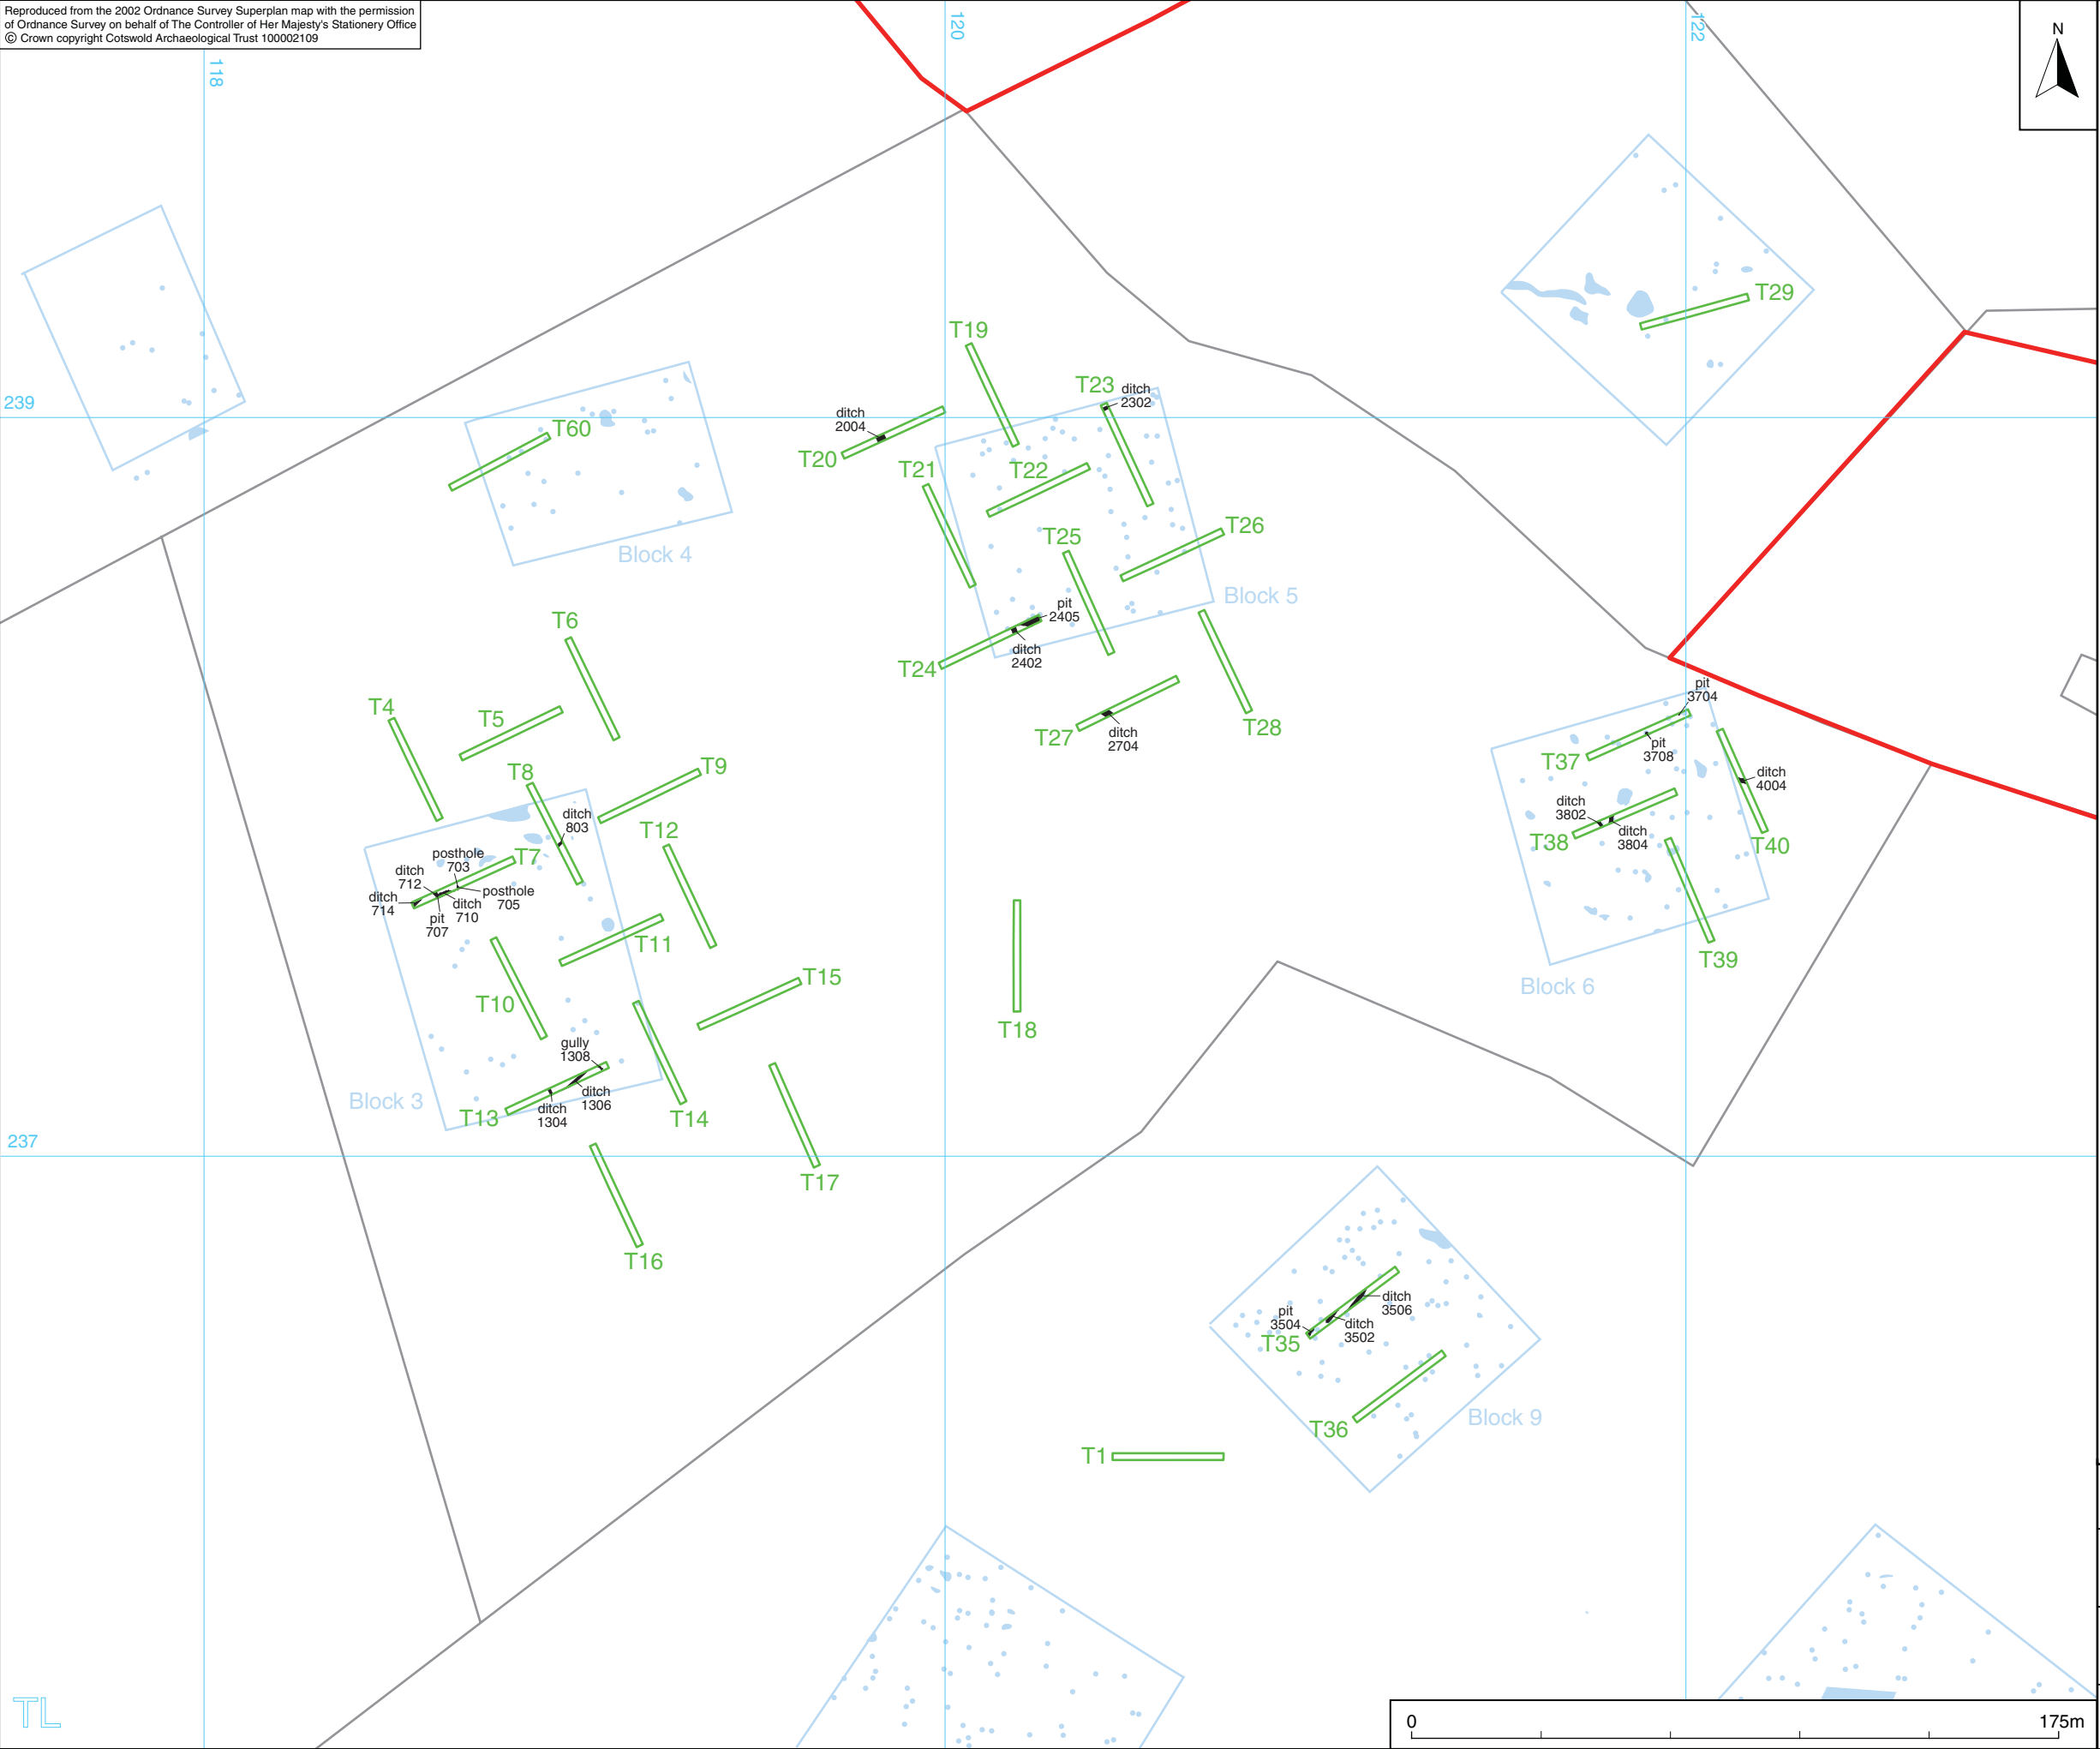 Reproduced from the 2002 Ordnance Survey Superplan map with the permission
of Ordnance Survey on behalf of The Controller of Her Majesty's Stationery Office
© Crown copyright Cotswold Archaeological Trust 100002109
118
120
122
N
239
237
T29
T19
T23
ditch
2302
ditch
2004
T20
T60
T21
T22
T26
T25
Block 4
Block 5
pit
2405
ditch
2402
T24
T6
T4
T5
T27
ditch
2704
T28
pit
3704
pit
3708
T37
ditch
4004
ditch
3802
ditch
3804
T38
T40
T39
Block 6
T8
T9
ditch
803
T12
posthole
703
T7
ditch
712
ditch
714
posthole
705
ditch
710
pit
707
T11
T10
T15
T18
gully
1308
ditch
1306
ditch
1304
T13
T14
Block 3
T17
T16
pit
3504
ditch
3506
ditch
3502
T35
T36
Block 9
T1
TL
0
175m